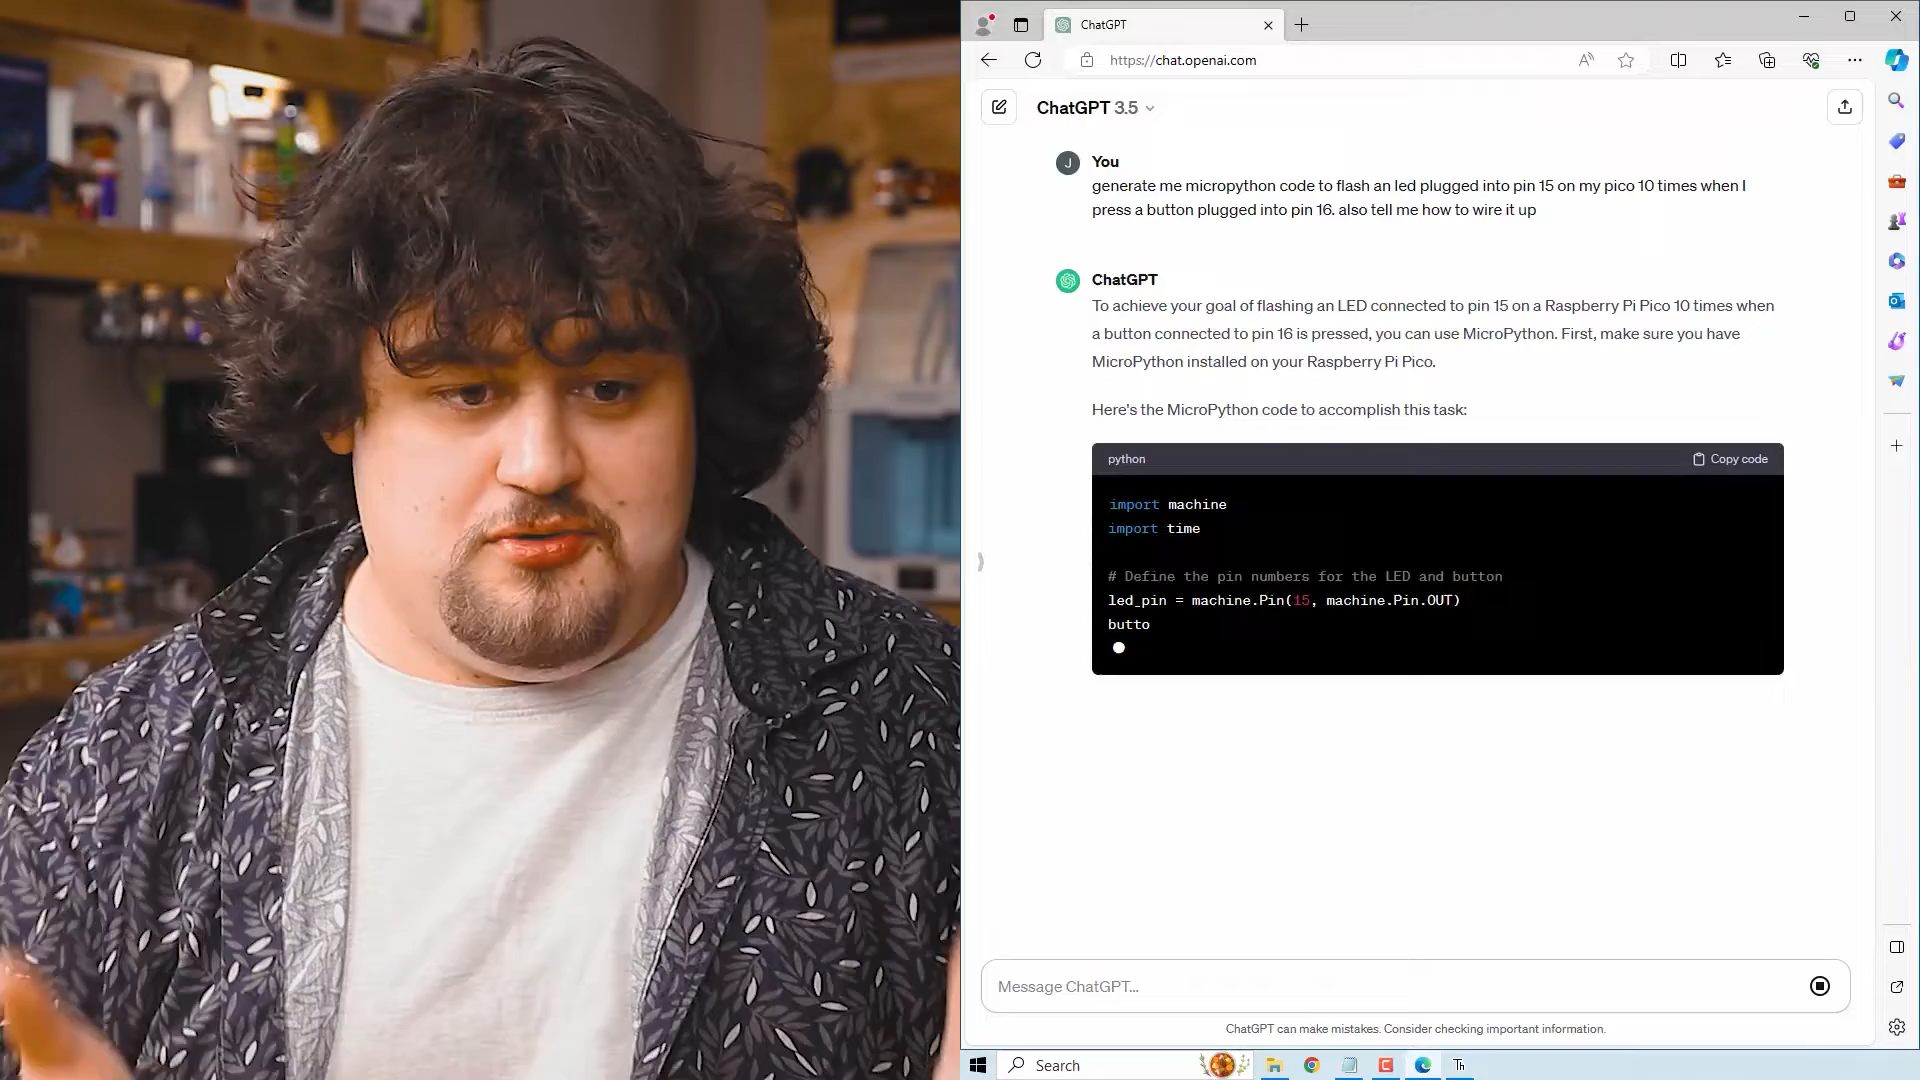 ChatGPT
https://chat.openai.com
ChatGPT 3.5
J
You
generate me micropython code to flash an led plugged into pin 15 on my pico 10 times when I
press a button plugged into pin 16. also tell me how to wire it up
ChatGPT
To achieve your goal of flashing an LED connected to pin 15 on a Raspberry Pi Pico 10 times when
a button connected to pin 16 is pressed, you can use MicroPython. First, make sure you have
MicroPython installed on your Raspberry Pi Pico.
Here's the MicroPython code to accomplish this task:
python
Copy code
import machine
import time
# Define the pin numbers for the LED and button
led_pin = machine.Pin(15, machine.Pin.OUT)
butto
Message ChatGPT...
ChatGPT can make mistakes. Consider checking important information.
Search
Th